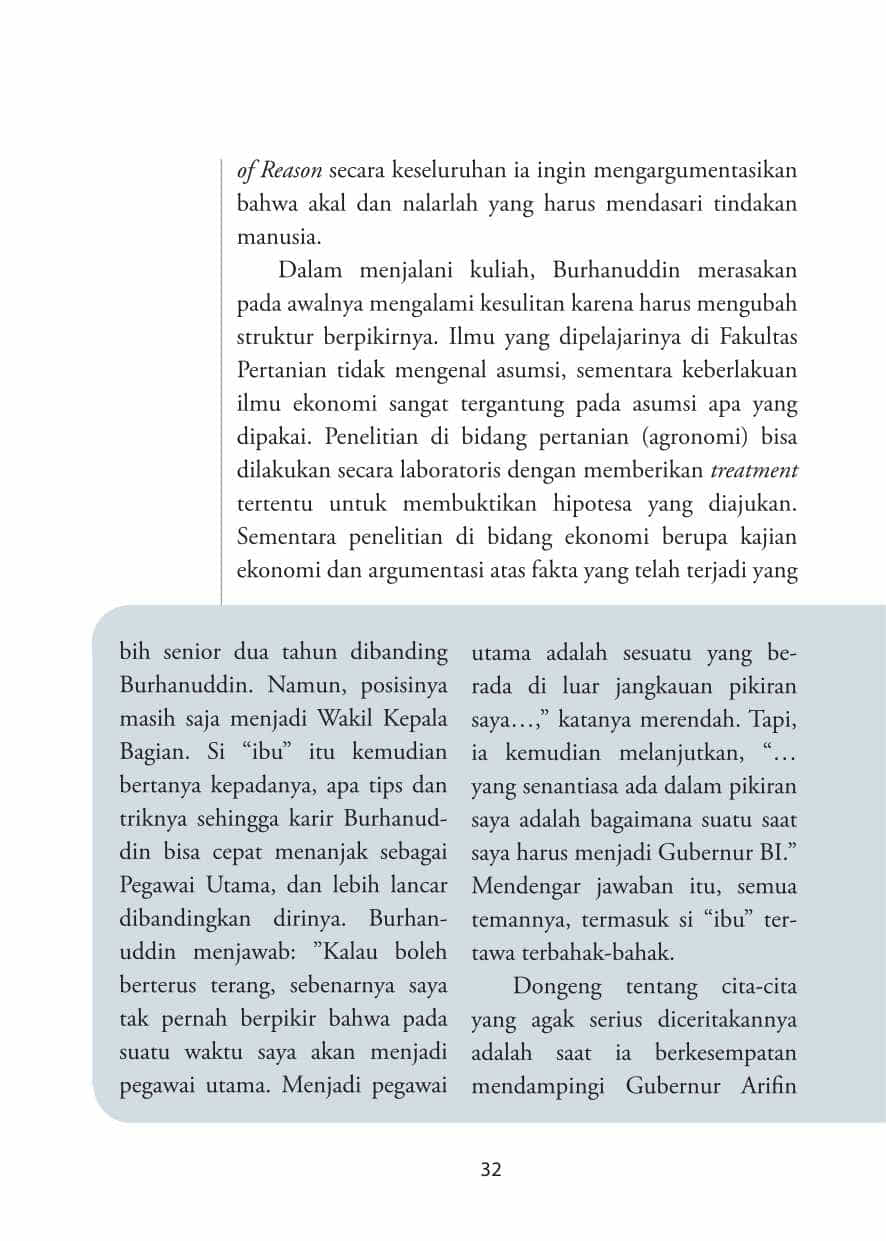 of Reason secara keseluruhan ia ingin mengargumentasikan
bahwa akal dan nalarlah yang harus mendasari tindakan
manusia.
Dalam menjalani kuliah, Burhanuddin merasakan
pada awalnya mengalami kesulitan karena harus mengubah
struktur berpikirnya. Ilmu yang dipelajarinya di Fakultas
Pertanian tidak mengenal asumsi, sementara keberlakuan
ilmu ekonomi sangat tergantung pada asumsi apa yang
dipakai. Penelitian di bidang pertanian (agronomi) bisa
dilakukan secara laboratoris dengan memberikan treatment
tertentu untuk membuktikan hipotesa yang diajukan.
Sementara penelitian di bidang ekonomi berupa kajian
ekonomi dan argumentasi atas fakta yang telah terjadi yang
bih senior dua tahun dibanding
Burhanuddin. Namun, posisinya
masih saja menjadi Wakil Kepala
Bagian. Si “ibu” itu kemudian
bertanya kepadanya, apa tips dan
triknya sehingga karir Burhanud-
din bisa cepat menanjak sebagai
Pegawai Utama, dan lebih lancar
dibandingkan dirinya. Burhan-
uddin menjawab: ”Kalau boleh
berterus terang, sebenarnya saya
tak pernah berpikir bahwa pada
suatu waktu saya akan menjadi
pegawai utama. Menjadi pegawai
utama adalah sesuatu yang be-
rada di luar jangkauan pikiran
saya…,” katanya merendah. Tapi,
ia kemudian melanjutkan, “…
yang senantiasa ada dalam pikiran
saya adalah bagaimana suatu saat
saya harus menjadi Gubernur BI.”
Mendengar jawaban itu, semua
temannya, termasuk si “ibu” ter-
tawa terbahak-bahak.
Dongeng tentang cita-cita
yang agak serius diceritakannya
adalah saat ia berkesempatan
mendampingi Gubernur Arifin
32